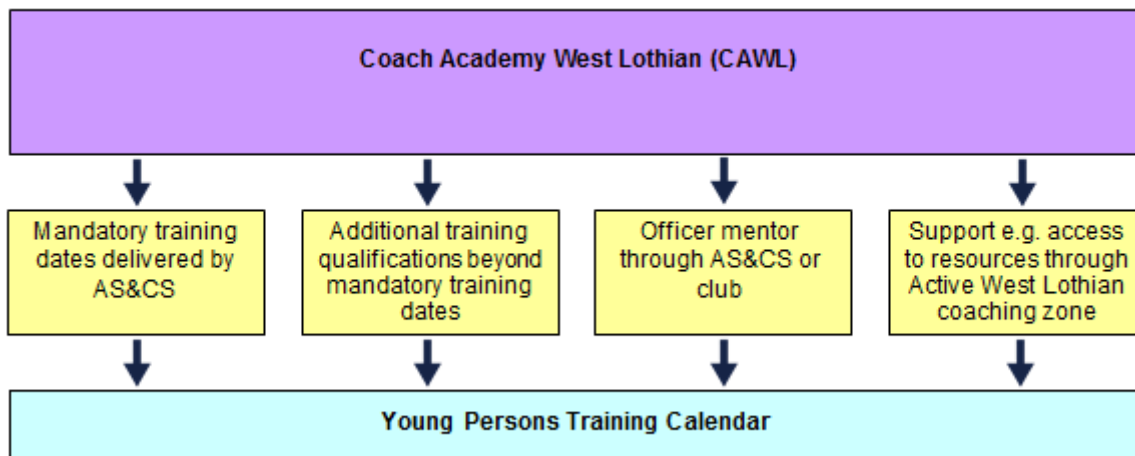 Coach Academy West Lothian (CAWL)
Mandatory training
dates delivered by
AS&CS
Additional training
qualifications beyond
mandatory training
dates
Officer mentor
through AS&CS or
club
Support e.g. access
to resources through
Active West Lothian
coaching zone
Young Persons Training Calendar